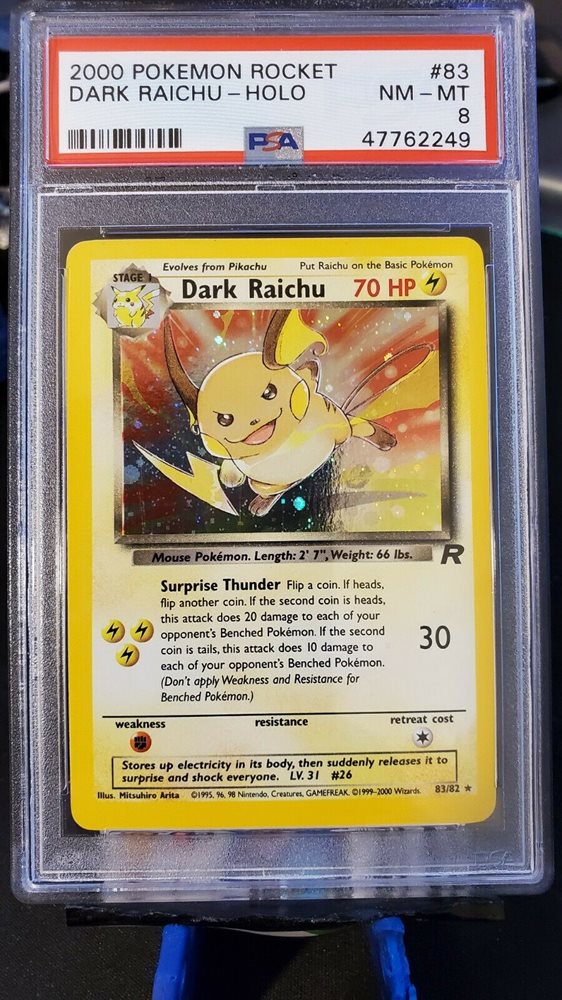 2000 POKEMON ROCKET #83
DARK RAICHU - HOLO NM - MT
8
PSA 47762249
Evolves from Pikachu Put Raichu on the Basic Pokémon
STAGE 1
Dark Raichu 70 HP
Mouse Pokémon. Length: 2' 7", Weight: 66 lbs.
R
Surprise Thunder Flip a coin. If heads,
flip another coin. If the second coin is heads,
this attack does 20 damage to each of your
opponent's Benched Pokémon. If the second
coin is tails, this attack does 10 damage to
each of your opponent's Benched Pokémon.
(Don't apply Weakness and Resistance for
Benched Pokémon.)
30
weakness resistance retreat cost
Stores up electricity in its body, then suddenly releases it to
surprise and shock everyone. LV. 31 #26
Illus. Mitsuhiro Arita ©1995, 96, 98 Nintendo, Creatures, GAMEFREAK. ©1999-2000 Wizards. 83/82 ★